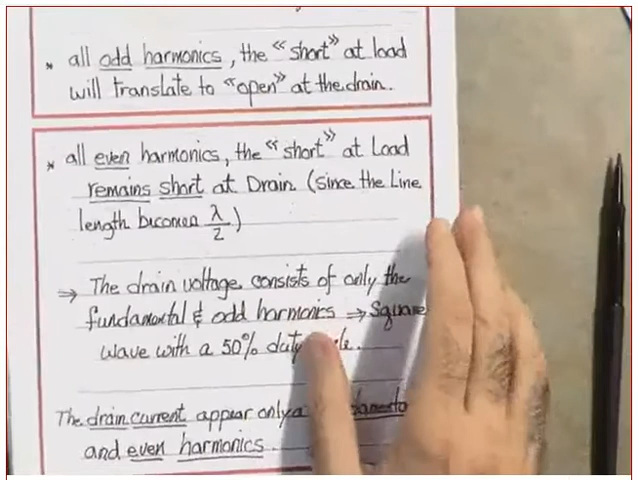 * all odd harmonics, the "short" at load
will translate to "open" at the drain.
* all even harmonics, the "short" at Load
remains short at Drain (since the Line
length becomes λ/2)
⇒ The drain voltage consists of only the
fundamental & odd harmonics ⇒ Square
wave with a 50%
The drain current appear only
and even harmonics.